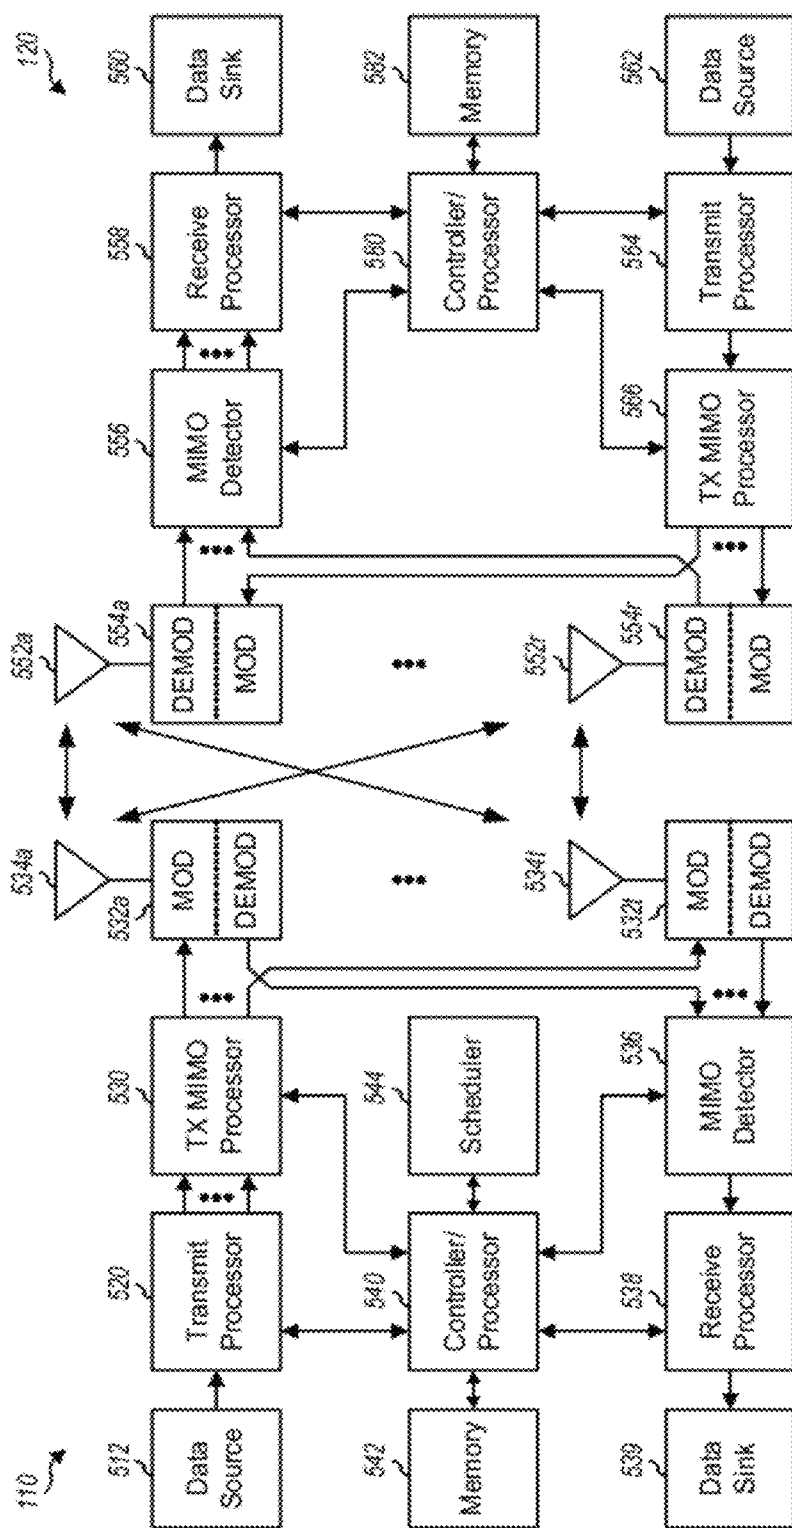 110
120
512
Data
Source
520
Transmit
Processor
530
TX MIMO
Processor
534a
532a
MOD
DEMOD
552a
554a
DEMOD
MOD
556
MIMO
Detector
558
Receive
Processor
560
Data
Sink
542
Memory
540
Controller/
Processor
544
Scheduler
580
Controller/
Processor
582
Memory
539
Data
Sink
538
Receive
Processor
536
MIMO
Detector
534t
532t
MOD
DEMOD
552r
554r
DEMOD
MOD
566
TX MIMO
Processor
564
Transmit
Processor
562
Data
Source